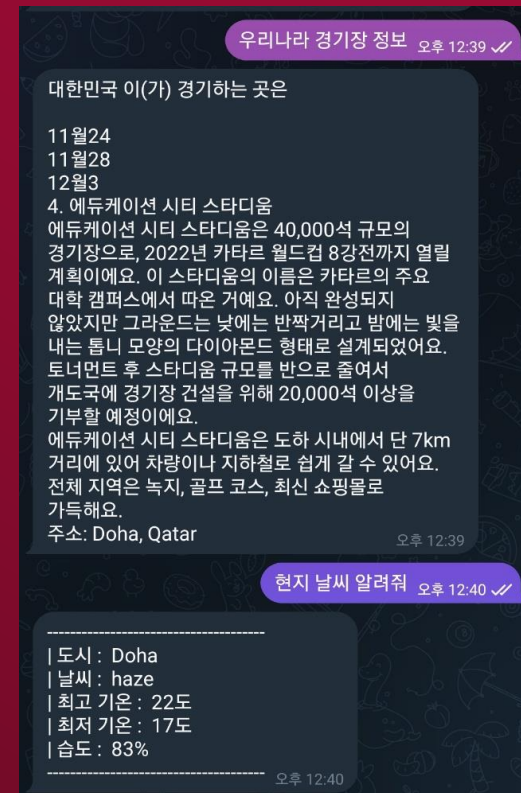 우리나라 경기장 정보 오후 12:39
대한민국 이(가) 경기하는 곳은
11월24
11월28
12월3
4. 에듀케이션 시티 스타디움
에듀케이션 시티 스타디움은 40,000석 규모의
경기장으로, 2022년 카타르 월드컵 8강전까지 열릴
계획이에요. 이 스타디움의 이름은 카타르의 주요
대학 캠퍼스에서 따온 거예요. 아직 완성되지
않았지만 그라운드는 낮에는 반짝거리고 밤에는 빛을
내는 톱니 모양의 다이아몬드 형태로 설계되었어요.
토너먼트 후 스타디움 규모를 반으로 줄여서
개도국에 경기장 건설을 위해 20,000석 이상을
기부할 예정이에요.
에듀케이션 시티 스타디움은 도하 시내에서 단 7km
거리에 있어 차량이나 지하철로 쉽게 갈 수 있어요.
전체 지역은 녹지, 골프 코스, 최신 쇼핑몰로
가득해요.
주소: Doha, Qatar 오후 12:39
현지 날씨 알려줘 오후 12:40
--------------------------------------
| 도시 : Doha
| 날씨 : haze
| 최고 기온 : 22도
| 최저 기온 : 17도
| 습도 : 83%
-------------------------------------- 오후 12:40